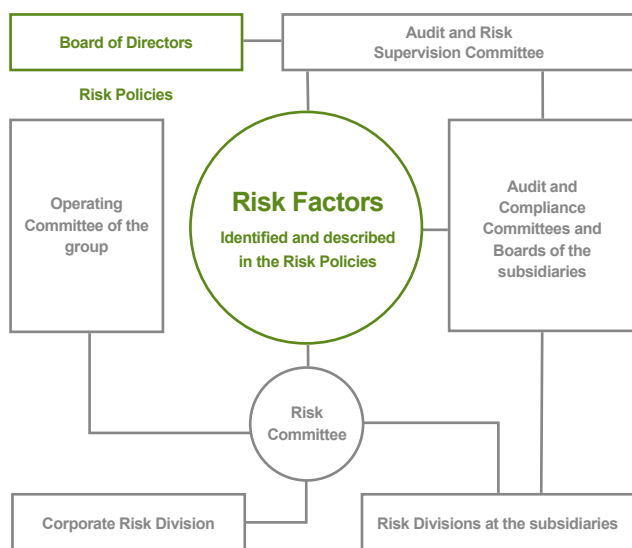 Board of Directors
Audit and Risk
Supervision Committee
Risk Policies
Operating
Committee of the
group
Risk Factors
Identified and described
in the Risk Policies
Audit and
Compliance
Committees and
Boards of the
subsidiaries
Risk
Committee
Corporate Risk Division
Risk Divisions at the subsidiaries